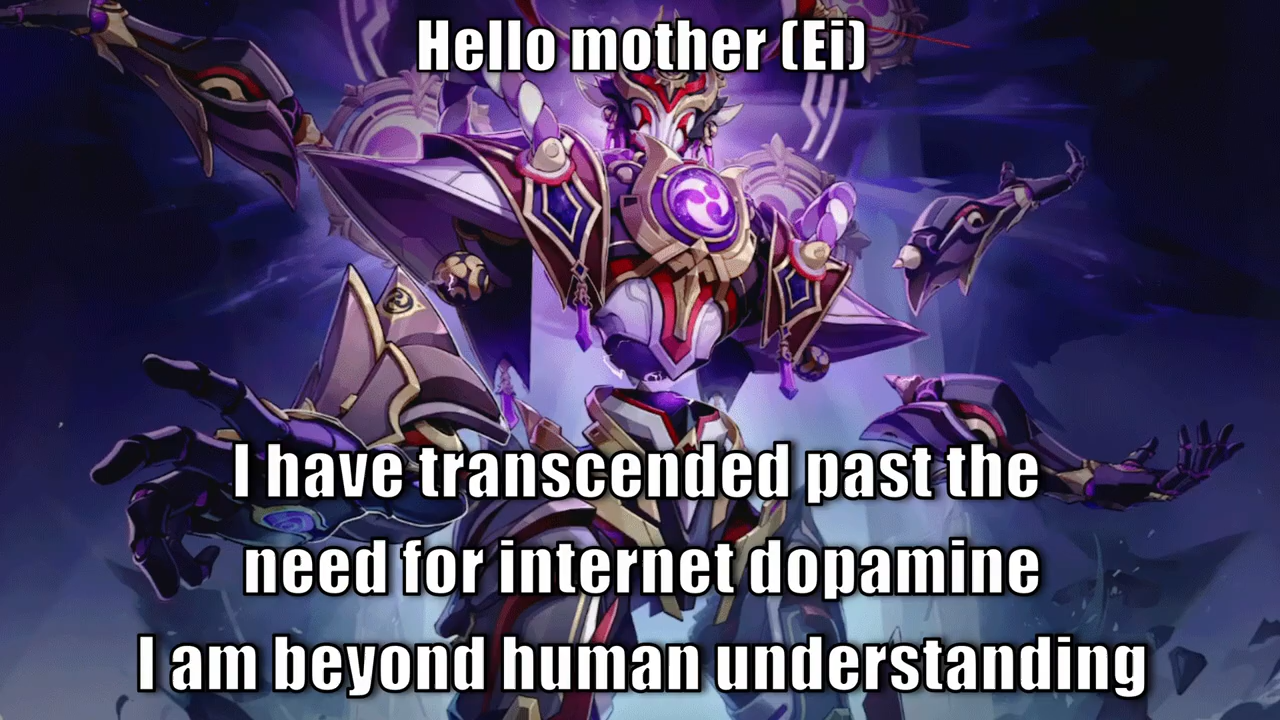 Hello mother (Ei)
I have transcended past the
need for internet dopamine
I am beyond human understanding